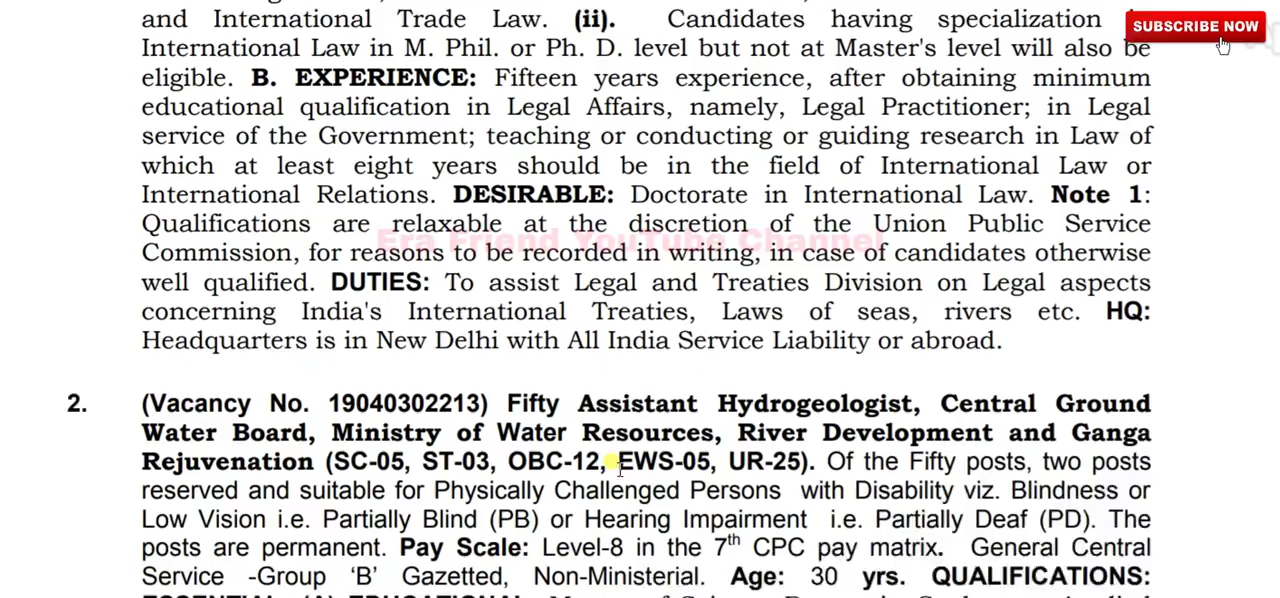 and International Trade Law. (ii). Candidates having specialization
SUBSCRIBE NOW
International Law in M. Phil. or Ph. D. level but not at Master's level will also be
eligible. B. EXPERIENCE: Fifteen years experience, after obtaining minimum
educational qualification in Legal Affairs, namely, Legal Practitioner; in Legal
service of the Government; teaching or conducting or guiding research in Law of
which at least eight years should be in the field of International Law or
International Relations. DESIRABLE: Doctorate in International Law. Note 1:
Qualifications are relaxable at the discretion of the Union Public Service
Era Friend YouTube Channel
Commission, for reasons to be recorded in writing, in case of candidates otherwise
well qualified. DUTIES: To assist Legal and Treaties Division on Legal aspects
concerning India's International Treaties, Laws of seas, rivers etc. HQ:
Headquarters is in New Delhi with All India Service Liability or abroad.
2. (Vacancy No. 19040302213) Fifty Assistant Hydrogeologist, Central Ground
Water Board, Ministry of Water Resources, River Development and Ganga
Rejuvenation (SC-05, ST-03, OBC-12, EWS-05, UR-25). Of the Fifty posts, two posts
reserved and suitable for Physically Challenged Persons with Disability viz. Blindness or
Low Vision i.e. Partially Blind (PB) or Hearing Impairment i.e. Partially Deaf (PD). The
posts are permanent. Pay Scale: Level-8 in the 7th CPC pay matrix. General Central
Service -Group 'B' Gazetted, Non-Ministerial. Age: 30 yrs. QUALIFICATIONS: